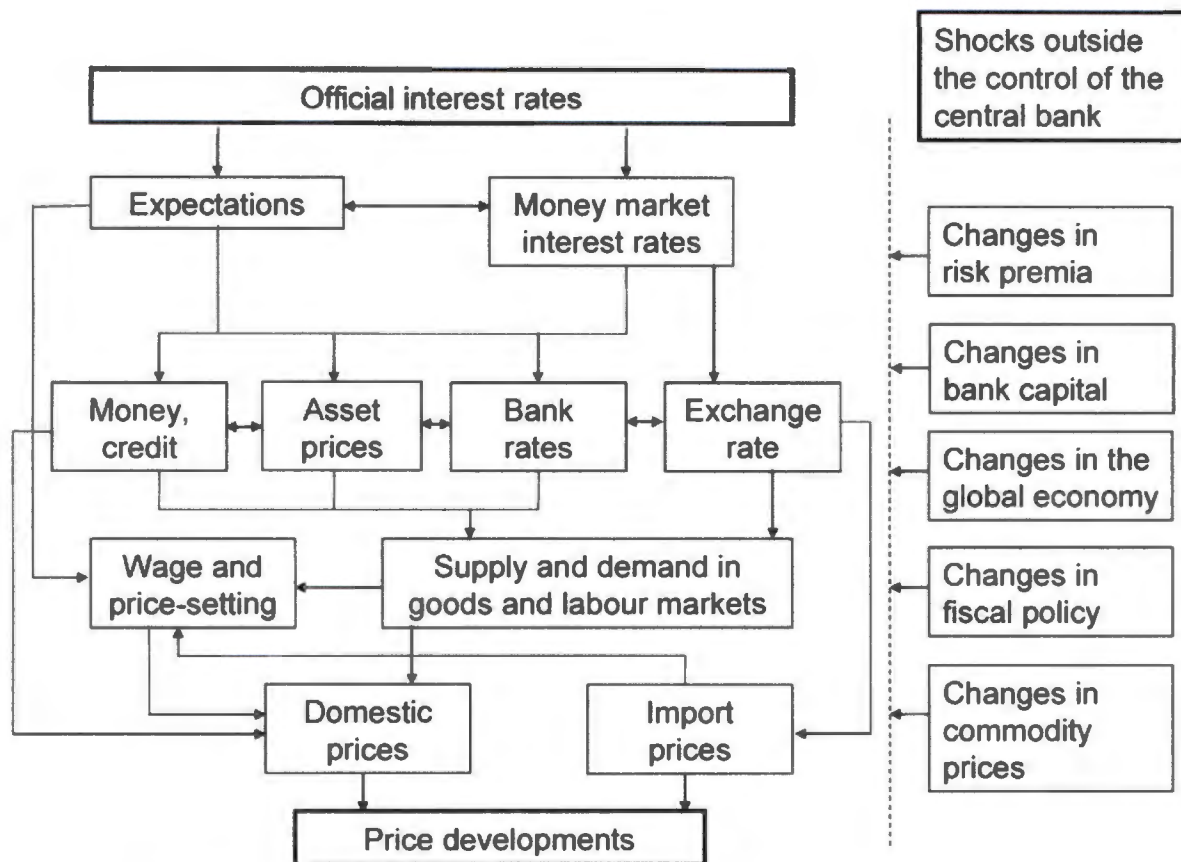 Official interest rates
Shocks outside
the control of the
central bank
Expectations
Money market
interest rates
Changes in
risk premia
Changes in
bank capital
Money,
credit
Asset
prices
Bank
rates
Exchange
rate
Changes in the
global economy
Wage and
price-setting
Supply and demand in
goods and labour markets
Changes in
fiscal policy
Domestic
prices
Import
prices
Changes in
commodity
prices
Price developments